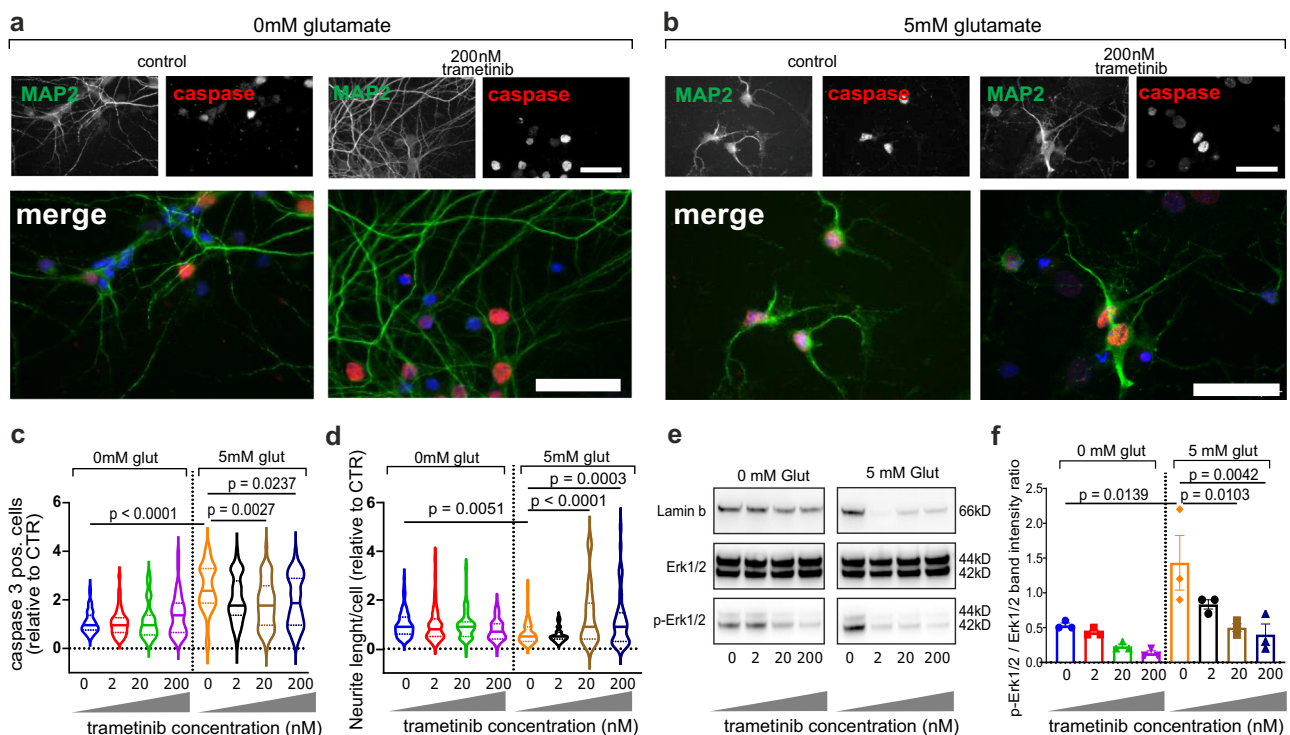 a
0mM glutamate
control
200nM
trametinib
MAP2
caspase
MAP2
caspase
merge
b
5mM glutamate
control
200nM
trametinib
MAP2
caspase
MAP2
caspase
merge
c
0mM glut
5mM glut
p = 0.0237
p < 0.0001
p = 0.0027
caspase 3 pos. cells
(relative to CTR)
6
4
2
0
0 2 20 200 0 2 20 200
trametinib concentration (nM)
d
0mM glut
5mM glut
p = 0.0003
p = 0.0051
p <0.0001
Neurite lenght/cell (relative to CTR)
6
4
2
0
0 2 20 200 0 2 20 200
trametinib concentration (nM)
e
0 mM Glut
5 mM Glut
Lamin b
66kD
Erk1/2
44kD
42kD
p-Erk1/2
44kD
42kD
0 2 20 200 0 2 20 200
trametinib concentration (nM)
f
0 mM glut
5 mM glut
p = 0.0042
p = 0.0139
p = 0.0103
p-Erk1/2 / Erk1/2 band intensity ratio
2.5
2.0
1.5
1.0
0.5
0.0
0 2 20 200 0 2 20 200
trametinib concentration (nM)